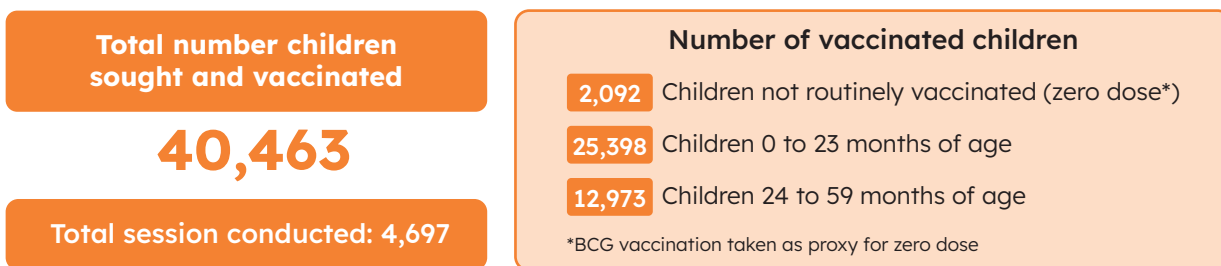 Total number children
sought and vaccinated
40,463
Total session conducted: 4,697
Number of vaccinated children
2,092 Children not routinely vaccinated (zero dose*)
25,398 Children 0 to 23 months of age
12,973 Children 24 to 59 months of age
*BCG vaccination taken as proxy for zero dose